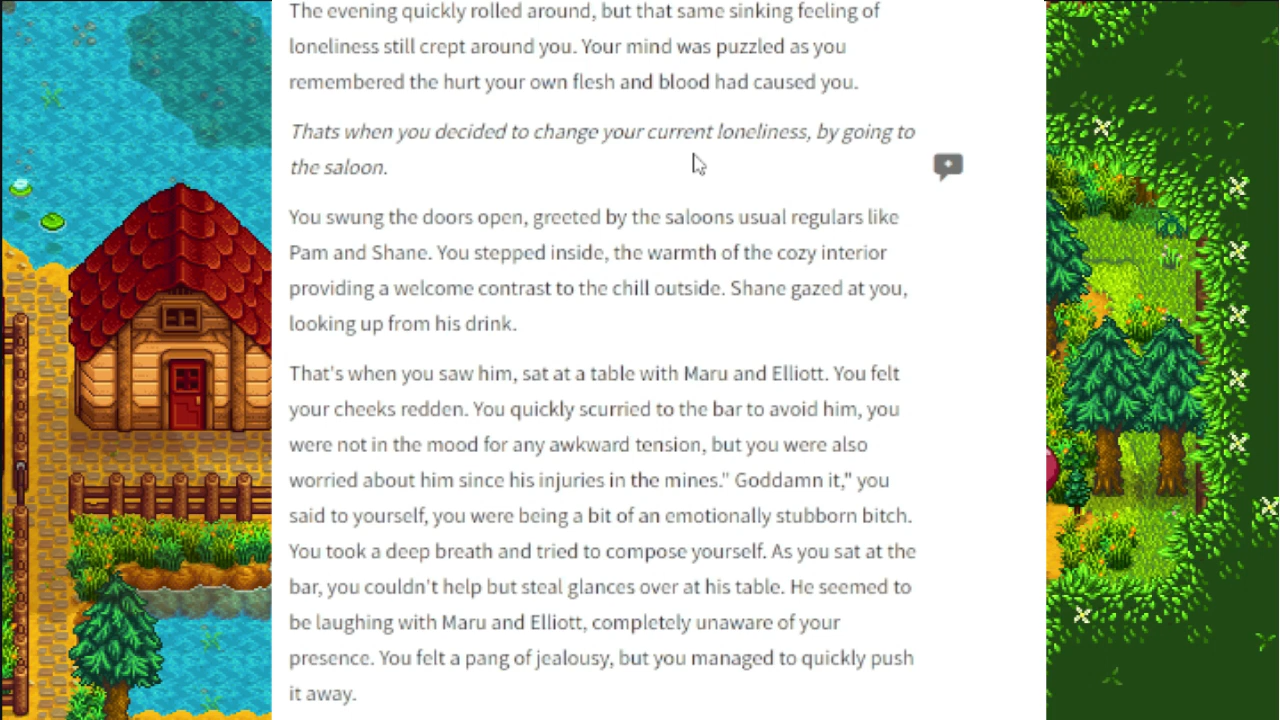 The evening quickly rolled around, but that same sinking feeling of
loneliness still crept around you. Your mind was puzzled as you
remembered the hurt your own flesh and blood had caused you.
Thats when you decided to change your current loneliness, by going to
the saloon.
You swung the doors open, greeted by the saloons usual regulars like
Pam and Shane. You stepped inside, the warmth of the cozy interior
providing a welcome contrast to the chill outside. Shane gazed at you,
looking up from his drink.
That's when you saw him, sat at a table with Maru and Elliott. You felt
your cheeks redden. You quickly scurried to the bar to avoid him, you
were not in the mood for any awkward tension, but you were also
worried about him since his injuries in the mines." Goddamn it," you
said to yourself, you were being a bit of an emotionally stubborn bitch.
You took a deep breath and tried to compose yourself. As you sat at the
bar, you couldn't help but steal glances over at his table. He seemed to
be laughing with Maru and Elliott, completely unaware of your
presence. You felt a pang of jealousy, but you managed to quickly push
it away.